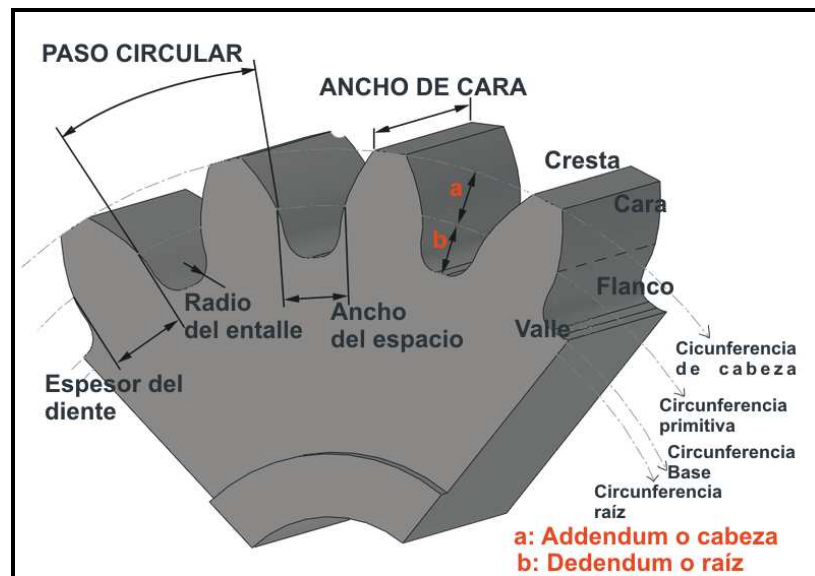 PASO CIRCULAR
ANCHO DE CARA
Cresta
a
Cara
b
Radio
del entalle
Ancho
del espacio
Flanco
Valle
Espesor del
diente
Cicunferencia
de cabeza
Circunferencia
primitiva
Circunferencia
Base
Circunferencia
raíz
a: Addendum o cabeza
b: Dedendum o raíz